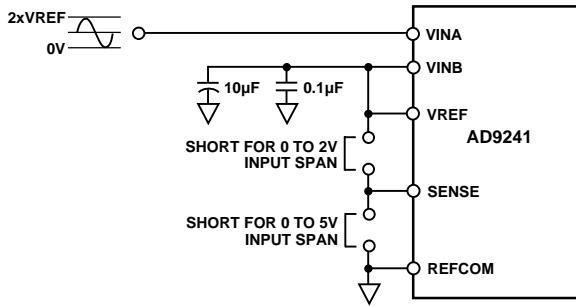 2xVREF
0V
VINA
VINB
10µF
0.1µF
VREF
AD9241
SHORT FOR 0 TO 2V
INPUT SPAN
SENSE
SHORT FOR 0 TO 5V
INPUT SPAN
REFCOM